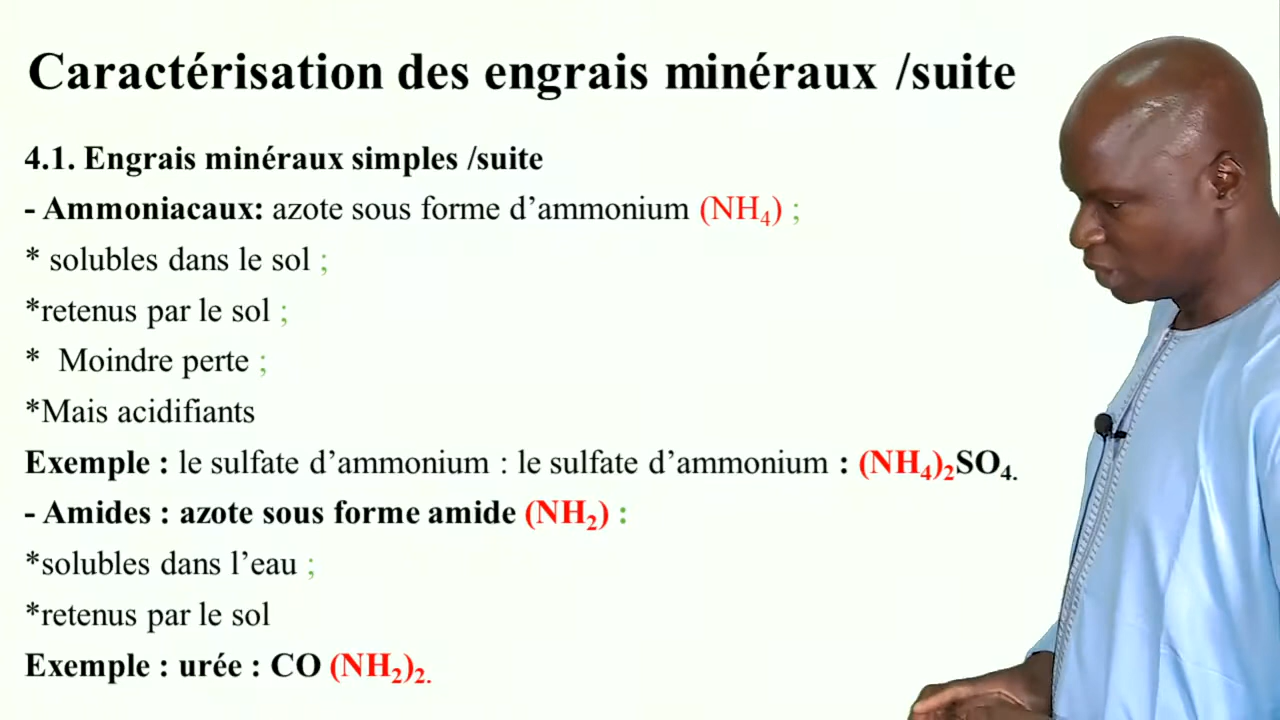 Caractérisation des engrais minéraux /suite
4.1. Engrais minéraux simples /suite
- Ammoniacaux: azote sous forme d’ammonium (NH₄) ;
* solubles dans le sol ;
*retenus par le sol ;
* Moindre perte ;
*Mais acidifiants
Exemple : le sulfate d’ammonium : le sulfate d’ammonium : (NH₄)₂SO₄.
- Amides : azote sous forme amide (NH₂) :
*solubles dans l’eau ;
*retenus par le sol
Exemple : urée : CO (NH₂)₂.